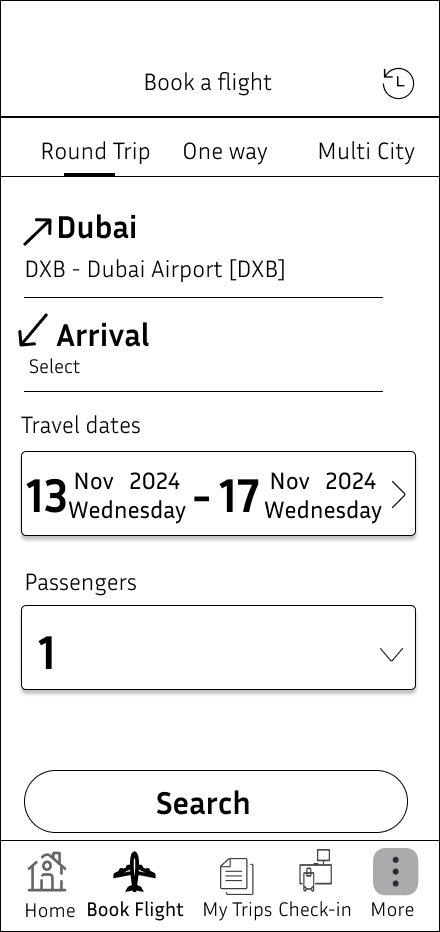 Book a flight
Round Trip One way Multi City
Dubai
DXB - Dubai Airport [DXB]
Arrival
Select
Travel dates
13 Nov 2024 Wednesday - 17 Nov 2024 Wednesday
Passengers
1
Search
Home Book Flight My Trips Check-in More